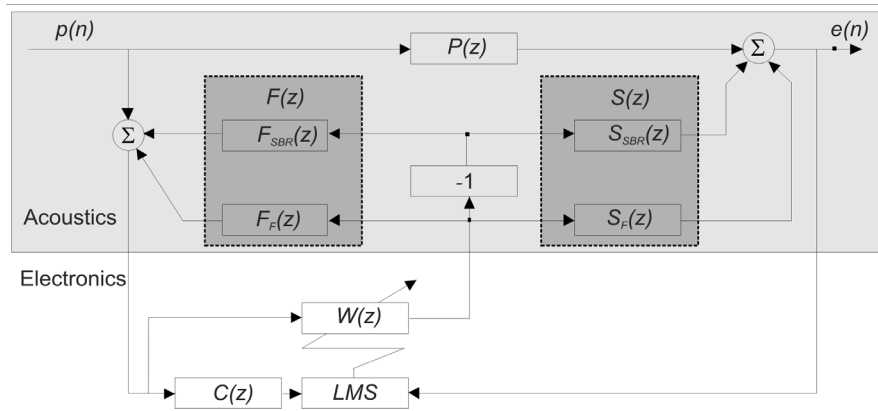 p(n)
e(n)
P(z)
Σ
F(z)
S(z)
Σ
F_SBR(z)
S_SBR(z)
-1
F_F(z)
S_F(z)
Acoustics
Electronics
W(z)
C(z)
LMS